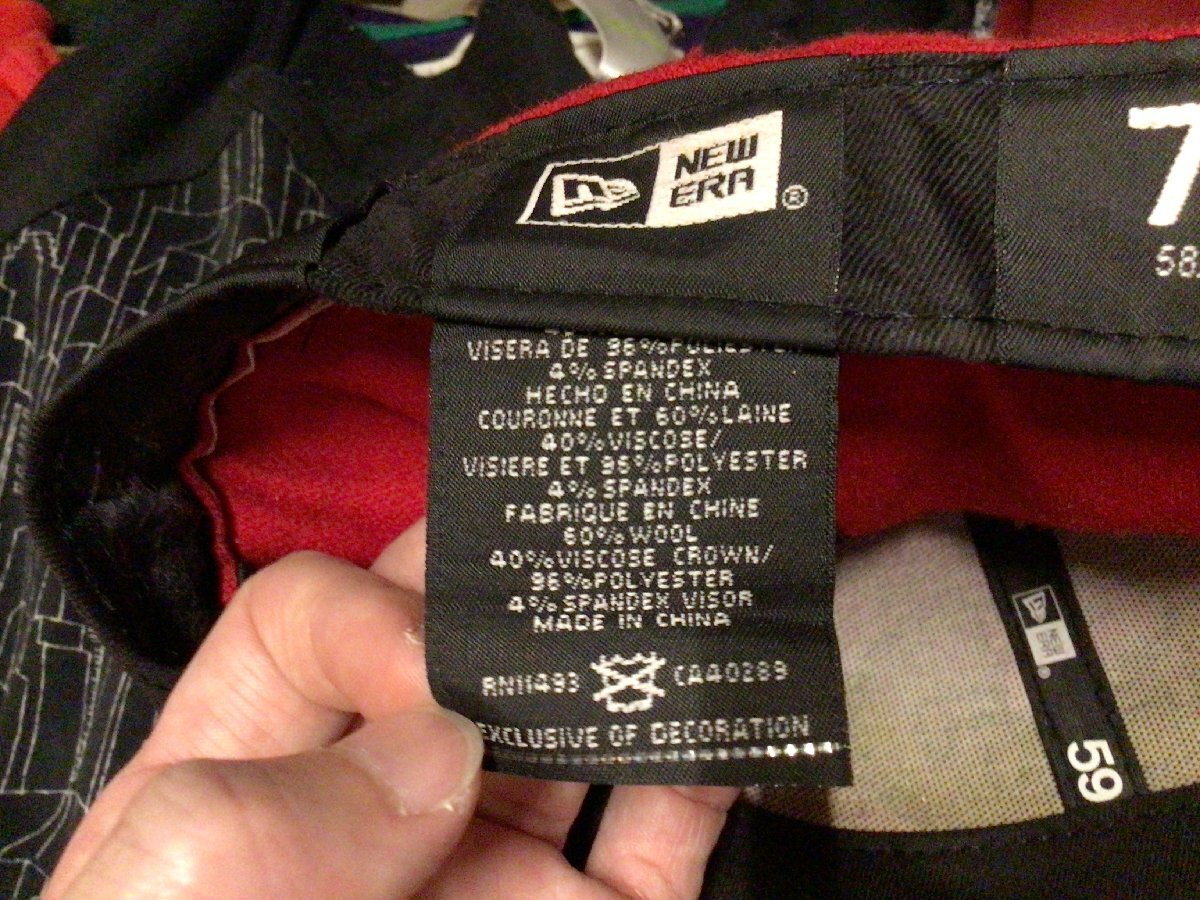 NEW
ERA
®
7
58
VISERA DE 96% POLIESTER
4% SPANDEX
HECHO EN CHINA
COURONNE ET 60% LAINE
40% VISCOSE/
VISIERE ET 96% POLYESTER
4% SPANDEX
FABRIQUE EN CHINE
60% WOOL
40% VISCOSE CROWN/
96% POLYESTER
4% SPANDEX VISOR
MADE IN CHINA
RN11493 CA40289
EXCLUSIVE OF DECORATION
59